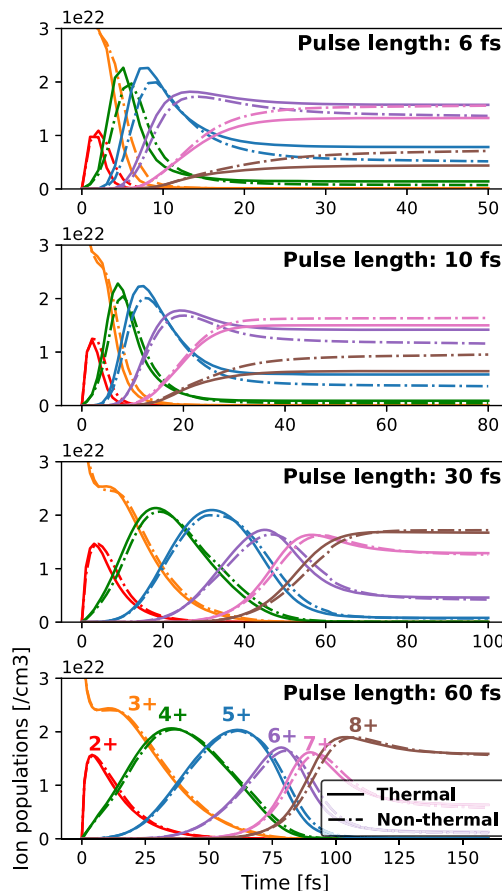 1e22
Pulse length: 6 fs
3
2
1
0
0 10 20 30 40 50
1e22
Pulse length: 10 fs
3
2
1
0
0 20 40 60 80
1e22
Pulse length: 30 fs
3
2
1
0
0 20 40 60 80 100
1e22
Pulse length: 60 fs
3
2
1
0
2+
3+
4+
5+
6+
7+
8+
Thermal
Non-thermal
0 25 50 75 100 125 150
Time [fs]
Ion populations [/cm3]